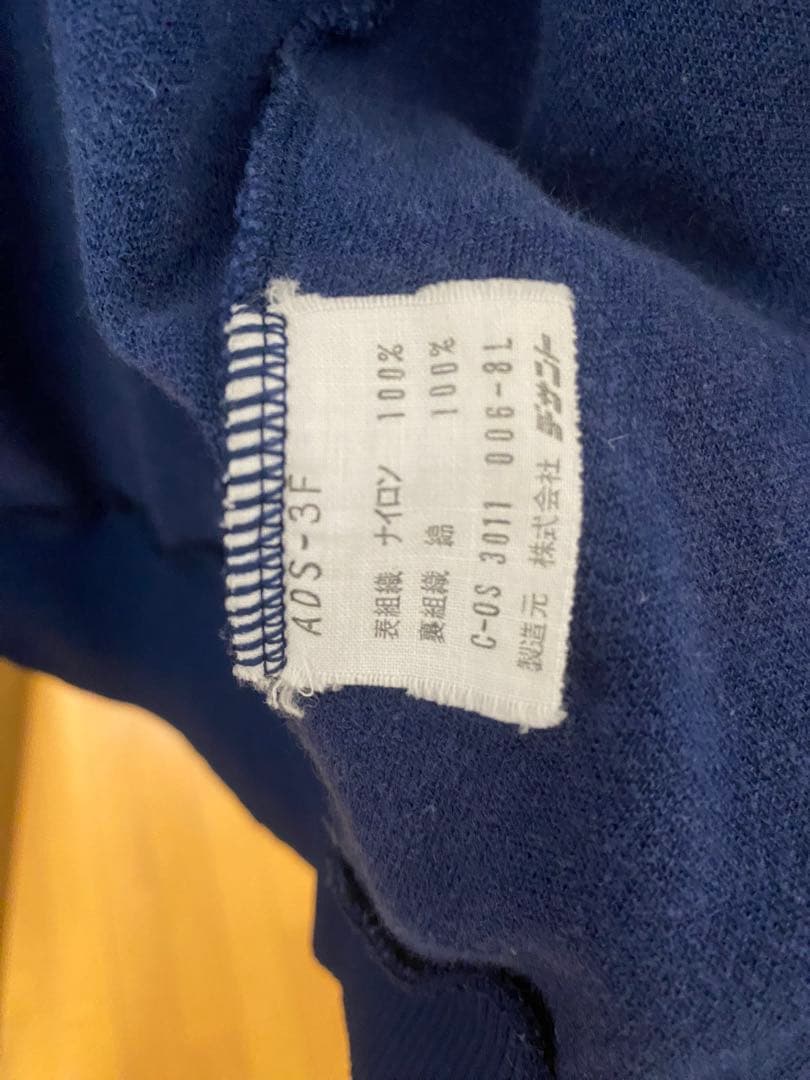 ADS-3F
表組織 ナイロン 100%
裏組織 綿 100%
C-OS 3011 006-8L
製造元 株式会社 デサント